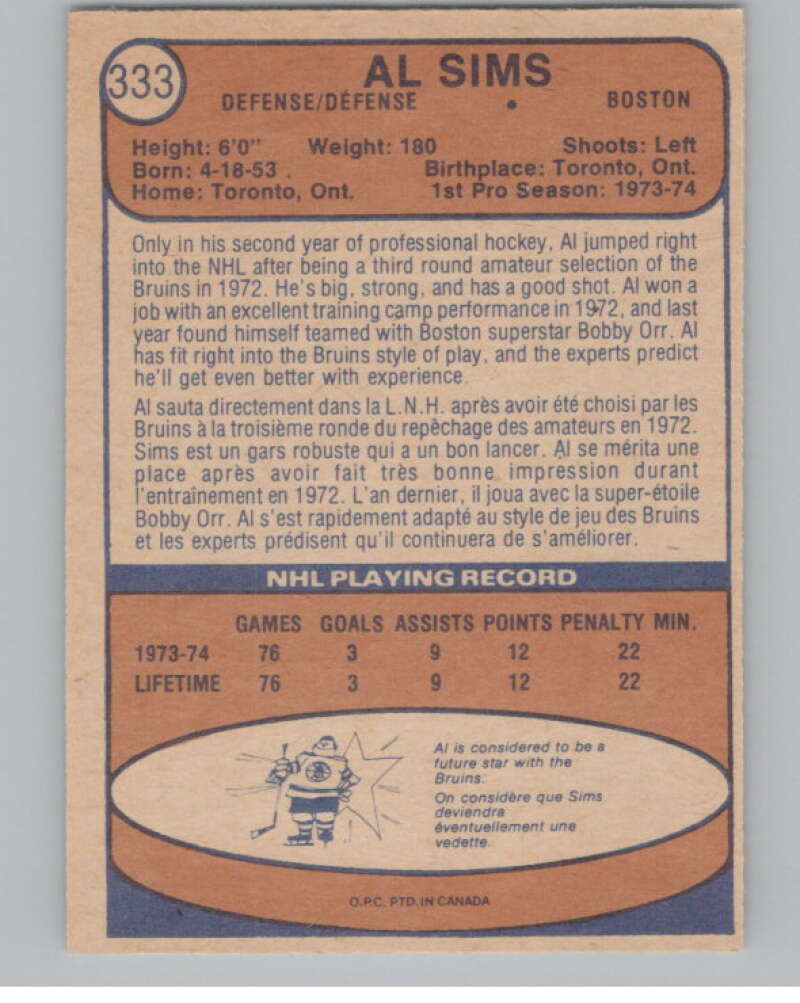 333
AL SIMS
DEFENSE/DÉFENSE • BOSTON
Height: 6'0" Weight: 180 Shoots: Left
Born: 4-18-53 Birthplace: Toronto, Ont.
Home: Toronto, Ont. 1st Pro Season: 1973-74
Only in his second year of professional hockey, Al jumped right
into the NHL after being a third round amateur selection of the
Bruins in 1972. He's big, strong, and has a good shot. Al won a
job with an excellent training camp performance in 1972, and last
year found himself teamed with Boston superstar Bobby Orr. Al
has fit right into the Bruins style of play, and the experts predict
he'll get even better with experience.
Al sauta directement dans la L.N.H. après avoir été choisi par les
Bruins à la troisième ronde du repêchage des amateurs en 1972.
Sims est un gars robuste qui a un bon lancer. Al se mérita une
place après avoir fait très bonne impression durant
l'entraînement en 1972. L'an dernier, il joua avec la super-étoile
Bobby Orr. Al s'est rapidement adapté au style de jeu des Bruins
et les experts prédisent qu'il continuera de s'améliorer.
NHL PLAYING RECORD
GAMES GOALS ASSISTS POINTS PENALTY MIN.
1973-74 76 3 9 12 22
LIFETIME 76 3 9 12 22
Al is considered to be a
future star with the
Bruins.
On considère que Sims
deviendra
éventuellement une
vedette.
O.P.C. PTD. IN CANADA